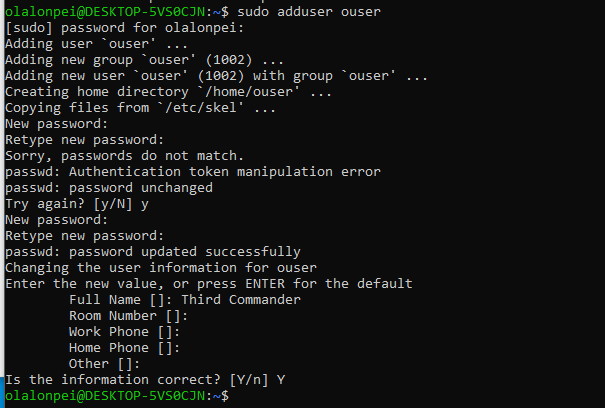 olalonpei@DESKTOP-5VS0CJN:~$ sudo adduser ouser
[sudo] password for olalonpei:
Adding user `ouser' ...
Adding new group `ouser' (1002) ...
Adding new user `ouser' (1002) with group `ouser' ...
Creating home directory `/home/ouser' ...
Copying files from `/etc/skel' ...
New password:
Retype new password:
Sorry, passwords do not match.
passwd: Authentication token manipulation error
passwd: password unchanged
Try again? [y/N] y
New password:
Retype new password:
passwd: password updated successfully
Changing the user information for ouser
Enter the new value, or press ENTER for the default
        Full Name []: Third Commander
        Room Number []:
        Work Phone []:
        Home Phone []:
        Other []:
Is the information correct? [Y/n] Y
olalonpei@DESKTOP-5VS0CJN:~$